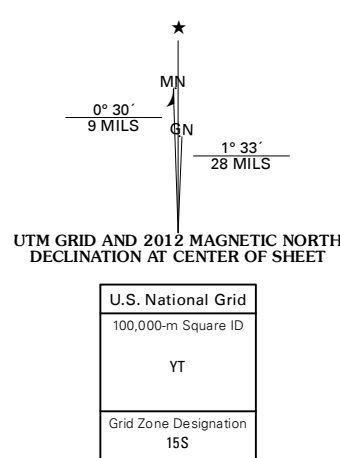 ★
MN
0° 30´
9 MILS
GN
1° 33´
28 MILS
UTM GRID AND 2012 MAGNETIC NORTH
DECLINATION AT CENTER OF SHEET
U.S. National Grid
100,000-m Square ID
YT
Grid Zone Designation
15S